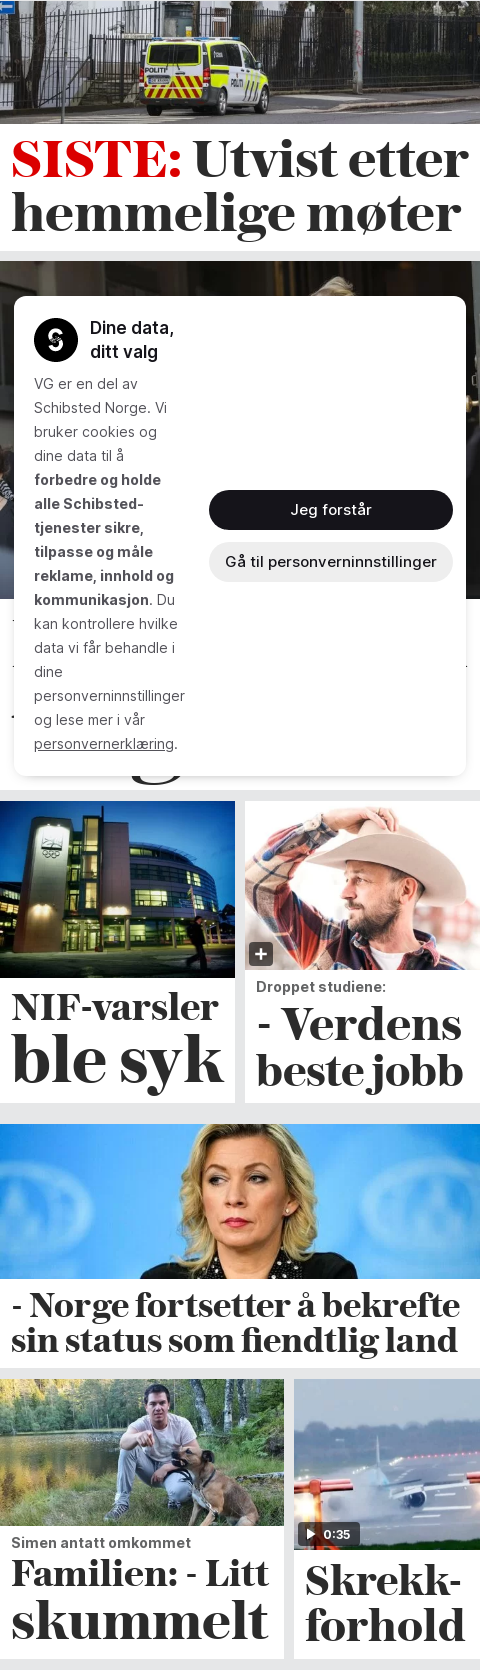 POLITI
SISTE: Utvist etter
hemmelige møter
Dine data,
ditt valg
VG er en del av
Schibsted Norge. Vi
bruker cookies og
dine data til å
forbedre og holde
alle Schibsted-
tjenester sikre,
tilpasse og måle
reklame, innhold og
kommunikasjon. Du
kan kontrollere hvilke
data vi får behandle i
dine
personverninnstillinger
og lese mer i vår
personvernerklæring.
Jeg forstår
Gå til personverninnstillinger
NIF-varsler
ble syk
Droppet studiene:
- Verdens
beste jobb
- Norge fortsetter å bekrefte
sin status som fiendtlig land
Simen antatt omkommet
Familien: - Litt
skummelt
0:35
Skrekk-
forhold